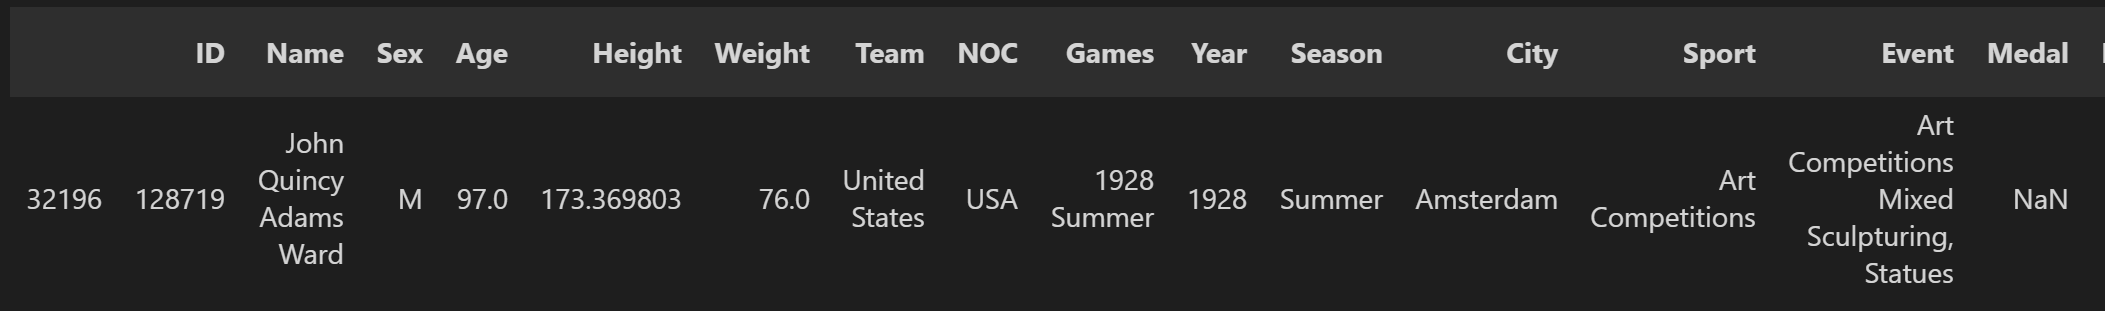 ID Name Sex Age Height Weight Team NOC Games Year Season City Sport Event Medal
32196 128719 John Quincy Adams Ward M 97.0 173.369803 76.0 United States USA 1928 Summer 1928 Summer Amsterdam Art Competitions Art Competitions Mixed Sculpturing, Statues NaN